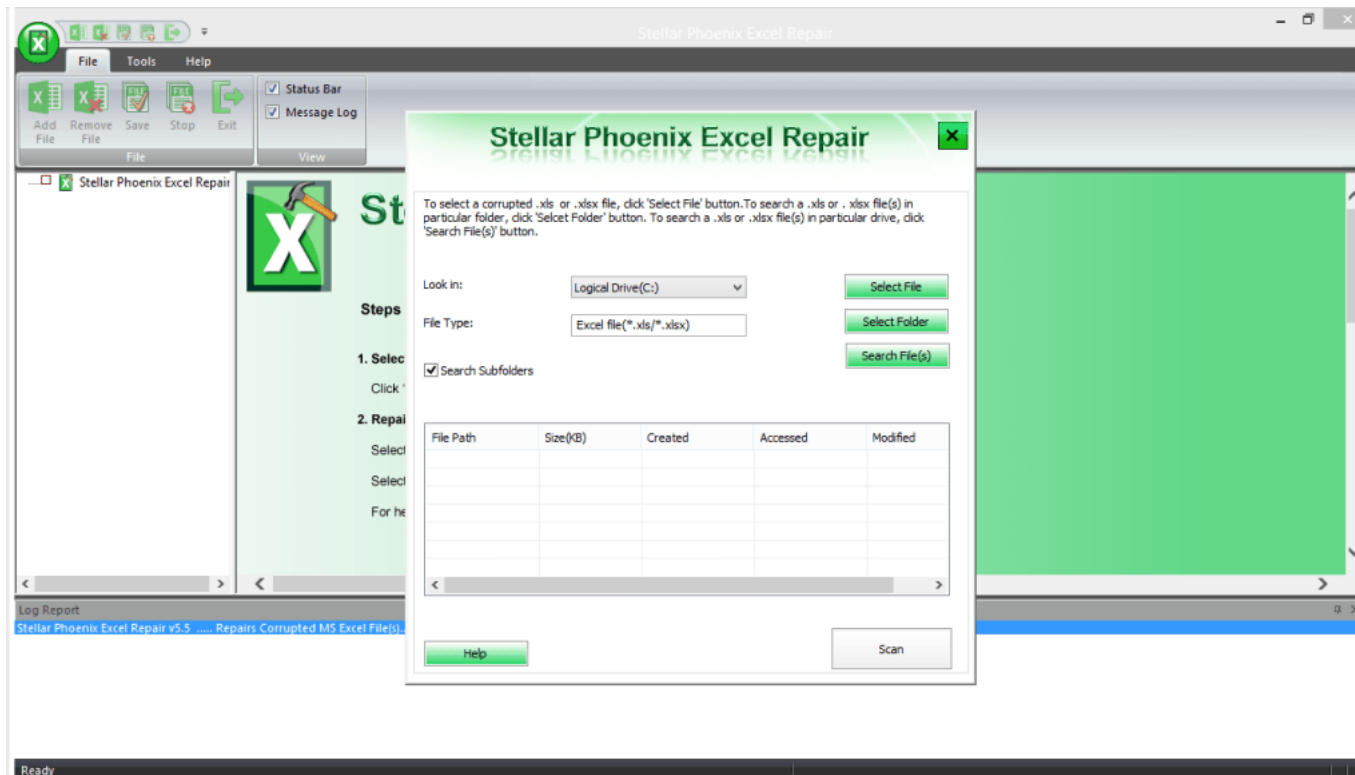 Stellar Phoenix Excel Repair
File Tools Help
Add File
Remove File
Save
Stop
Exit
File
Status Bar
Message Log
View
Stellar Phoenix Excel Repair
St
Steps
1. Selec
Click '
2. Repai
Select
Select
For he
Stellar Phoenix Excel Repair
To select a corrupted .xls or .xlsx file, click 'Select File' button.To search a .xls or . xlsx file(s) in
particular folder, click 'Selcet Folder' button. To search a .xls or .xlsx file(s) in particular drive, click
'Search File(s)' button.
Look in:
Logical Drive(C:)
Select File
File Type:
Excel file(*.xls/*.xlsx)
Select Folder
Search File(s)
Search Subfolders
File Path Size(KB) Created Accessed Modified
Help
Scan
Log Report
Stellar Phoenix Excel Repair v5.5 ..... Repairs Corrupted MS Excel File(s)..
Ready